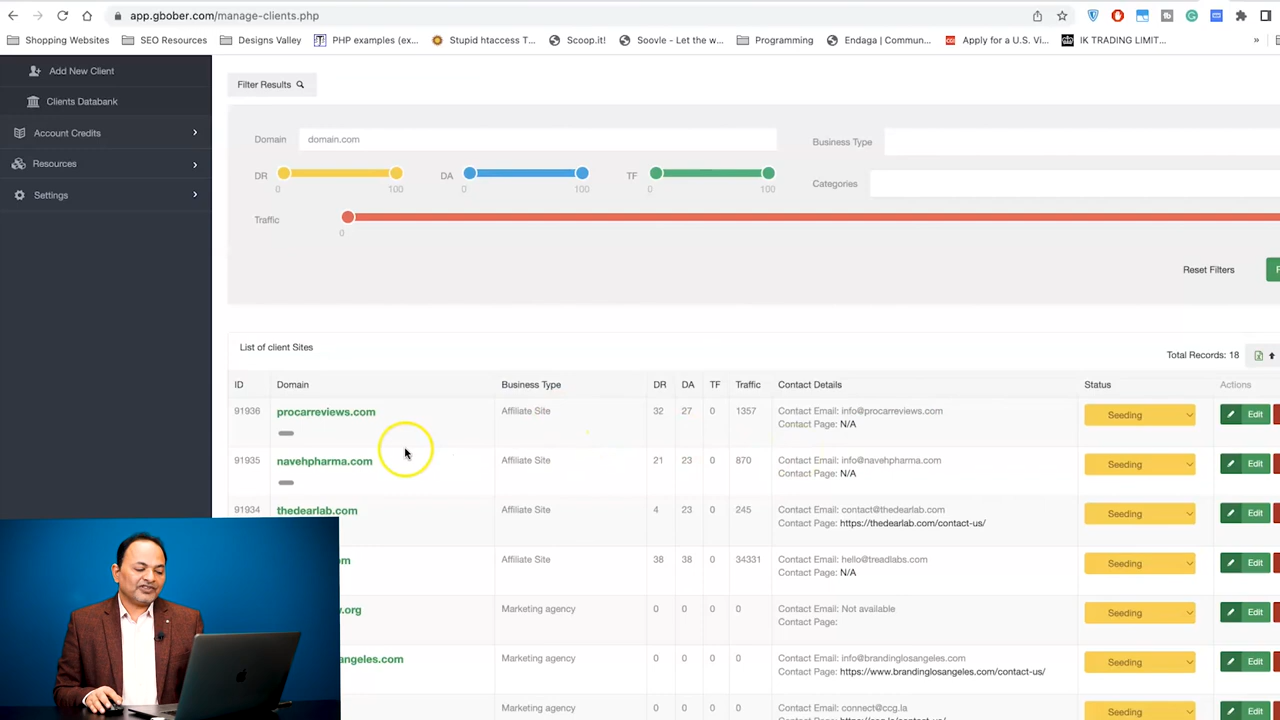 app.gbober.com/manage-clients.php
Shopping Websites SEO Resources Designs Valley PHP examples (ex... Stupid htaccess T... Scoop.it! Soovle - Let the w... Programming Endaga | Commun... Apply for a U.S. Vi... IK TRADING LIMIT... »
Add New Client
Clients Databank
Account Credits
Resources
Settings
Filter Results
Domain domain.com Business Type
DR 0 100 DA 0 100 TF 0 100 Categories
Traffic 0
Reset Filters
List of client Sites Total Records: 18
ID Domain Business Type DR DA TF Traffic Contact Details Status Actions
91936 procarreviews.com Affiliate Site 32 27 0 1357 Contact Email: info@procarreviews.com Seeding Edit
Contact Page: N/A
91935 navehpharma.com Affiliate Site 21 23 0 870 Contact Email: info@navehpharma.com Seeding Edit
Contact Page: N/A
91934 thedearlab.com Affiliate Site 4 23 0 245 Contact Email: contact@thedearlab.com Seeding Edit
Contact Page: https://thedearlab.com/contact-us/
Affiliate Site 38 38 0 34331 Contact Email: hello@treadlabs.com Seeding Edit
Contact Page: N/A
w.org Marketing agency 0 0 0 0 Contact Email: Not available Seeding Edit
Contact Page:
angeles.com Marketing agency 0 0 0 0 Contact Email: info@brandinglosangeles.com Seeding Edit
Contact Page: https://www.brandinglosangeles.com/contact-us/
Marketing agency 0 0 0 0 Contact Email: connect@ccg.la Seeding Edit